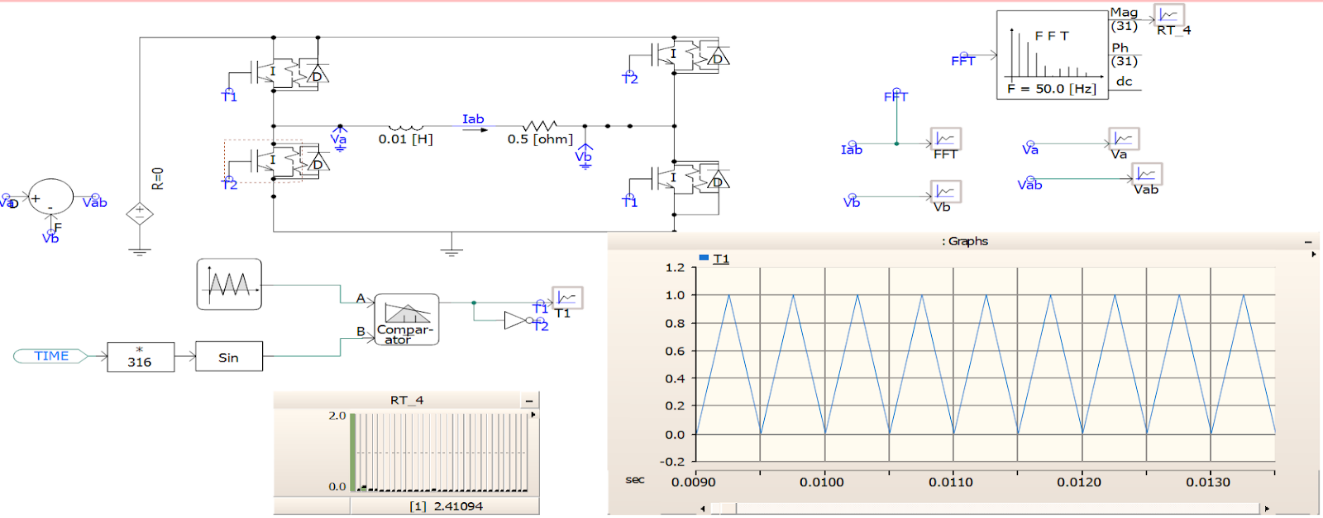 Mag
(31)
RT_4
F F T
Ph
(31)
dc
F = 50.0 [Hz]
FFT
I
D
T1
I
D
T2
Va
0.01 [H]
Iab
0.5 [ohm]
Vb
I
D
T2
I
D
T1
FFT
Iab
FFT
Va
Va
Vb
Vb
Vab
Vab
R=0
+
-
D
F
Vab
Vb
A
B
Compar-
ator
T1
T2
T1
TIME
*
316
Sin
RT_4
2.0
0.0
[1] 2.41094
: Graphs
T1
1.2
1.0
0.8
0.6
0.4
0.2
0.0
-0.2
sec
0.0090
0.0100
0.0110
0.0120
0.0130